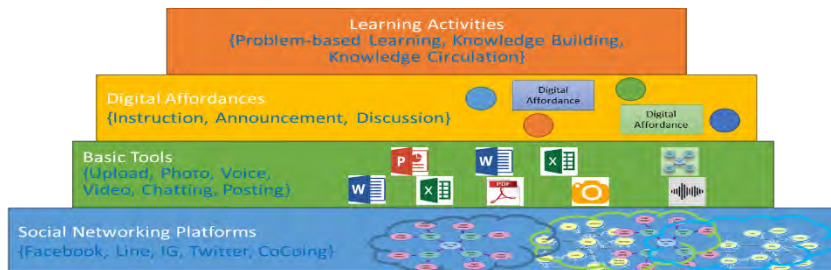 Learning Activities
{Problem-based Learning, Knowledge Building,
Knowledge Circulation}
Digital Affordances
{Instruction, Announcement, Discussion}
Digital
Affordance
Digital
Affordance
Basic Tools
{Upload, Photo, Voice,
Video, Chatting, Posting}
P
W
X
W
X
PDF
Social Networking Platforms
{Facebook, Line, IG, Twitter, CoCoing}